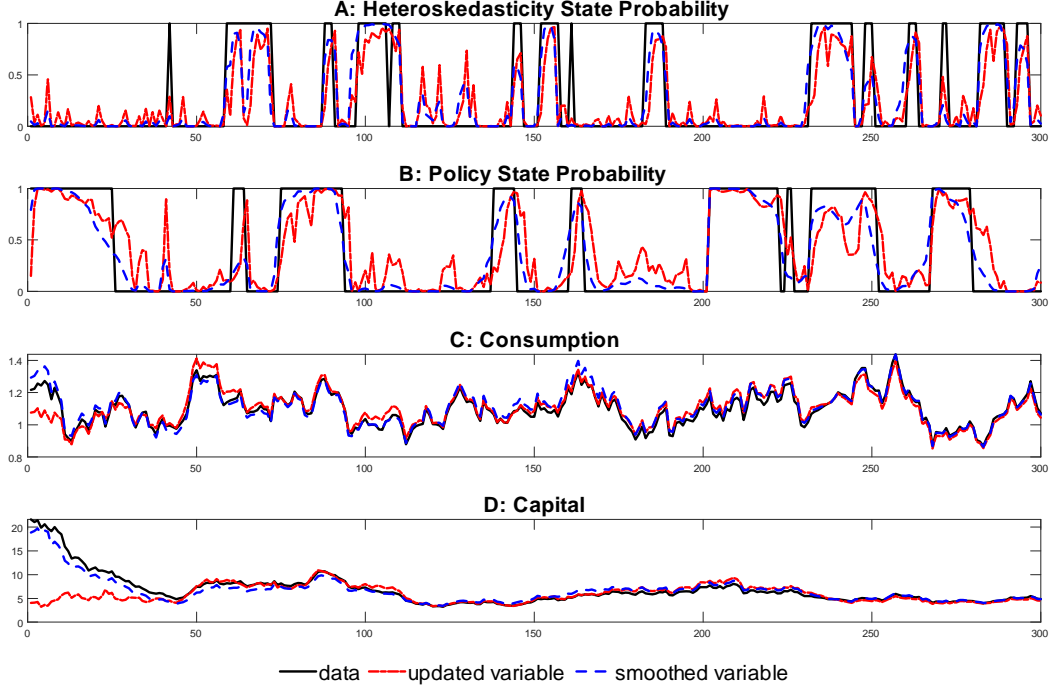 A: Heteroskedasticity State Probability
1
0.5
0
0 50 100 150 200 250 300
B: Policy State Probability
1
0.5
0
0 50 100 150 200 250 300
C: Consumption
1.4
1.2
1
0.8
0 50 100 150 200 250 300
D: Capital
20
15
10
5
0
0 50 100 150 200 250 300
data updated variable smoothed variable